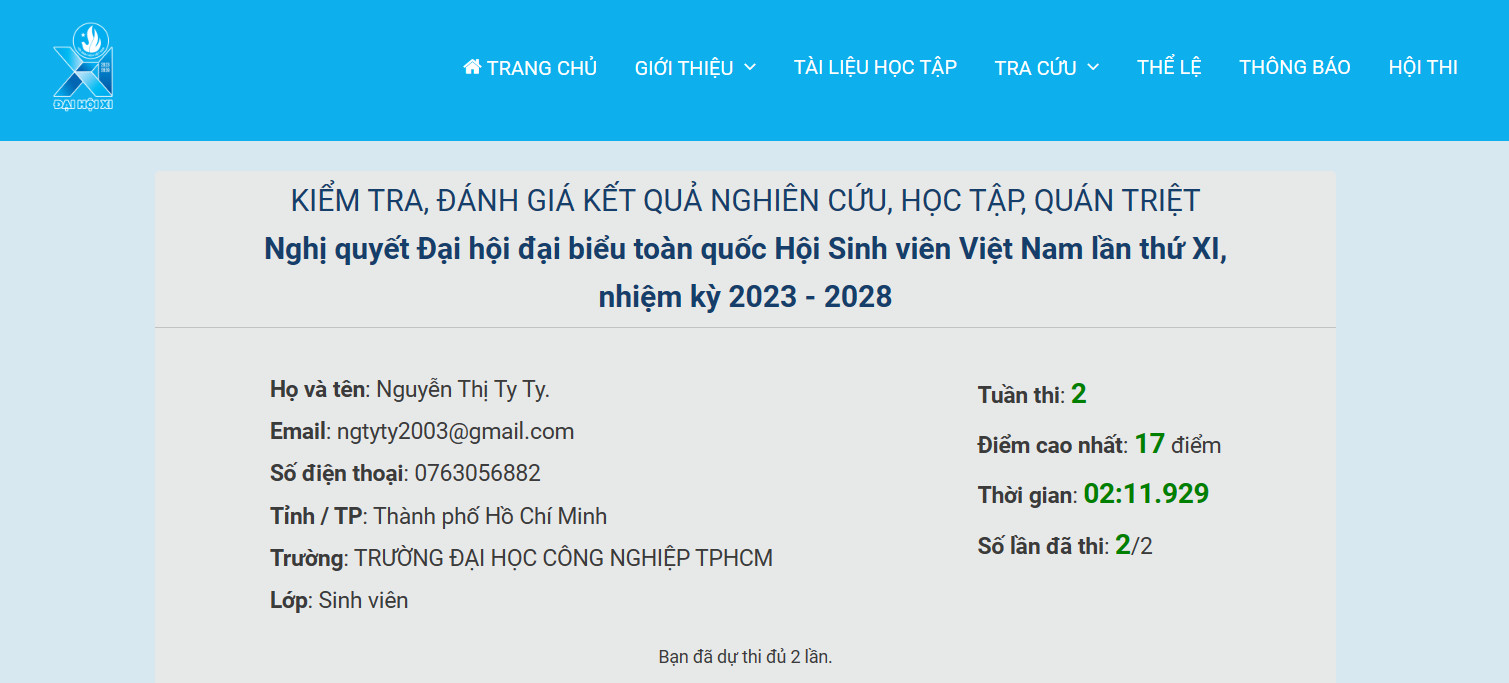 ĐẠI HỘI XI
TRANG CHỦ GIỚI THIỆU TÀI LIỆU HỌC TẬP TRA CỨU THỂ LỆ THÔNG BÁO HỘI THI
KIỂM TRA, ĐÁNH GIÁ KẾT QUẢ NGHIÊN CỨU, HỌC TẬP, QUÁN TRIỆT
Nghị quyết Đại hội đại biểu toàn quốc Hội Sinh viên Việt Nam lần thứ XI,
nhiệm kỳ 2023 - 2028
Họ và tên: Nguyễn Thị Ty Ty.
Email: ngtyty2003@gmail.com
Số điện thoại: 0763056882
Tỉnh / TP: Thành phố Hồ Chí Minh
Trường: TRƯỜNG ĐẠI HỌC CÔNG NGHIỆP TPHCM
Lớp: Sinh viên
Tuần thi: 2
Điểm cao nhất: 17 điểm
Thời gian: 02:11.929
Số lần đã thi: 2/2
Bạn đã dự thi đủ 2 lần.